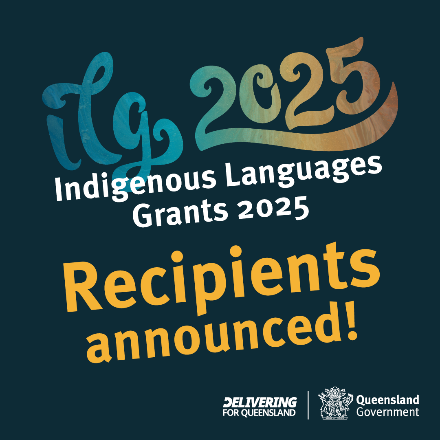 ilg 2025
Indigenous Languages
Grants 2025
Recipients
announced!
DELIVERING
FOR QUEENSLAND
Queensland
Government